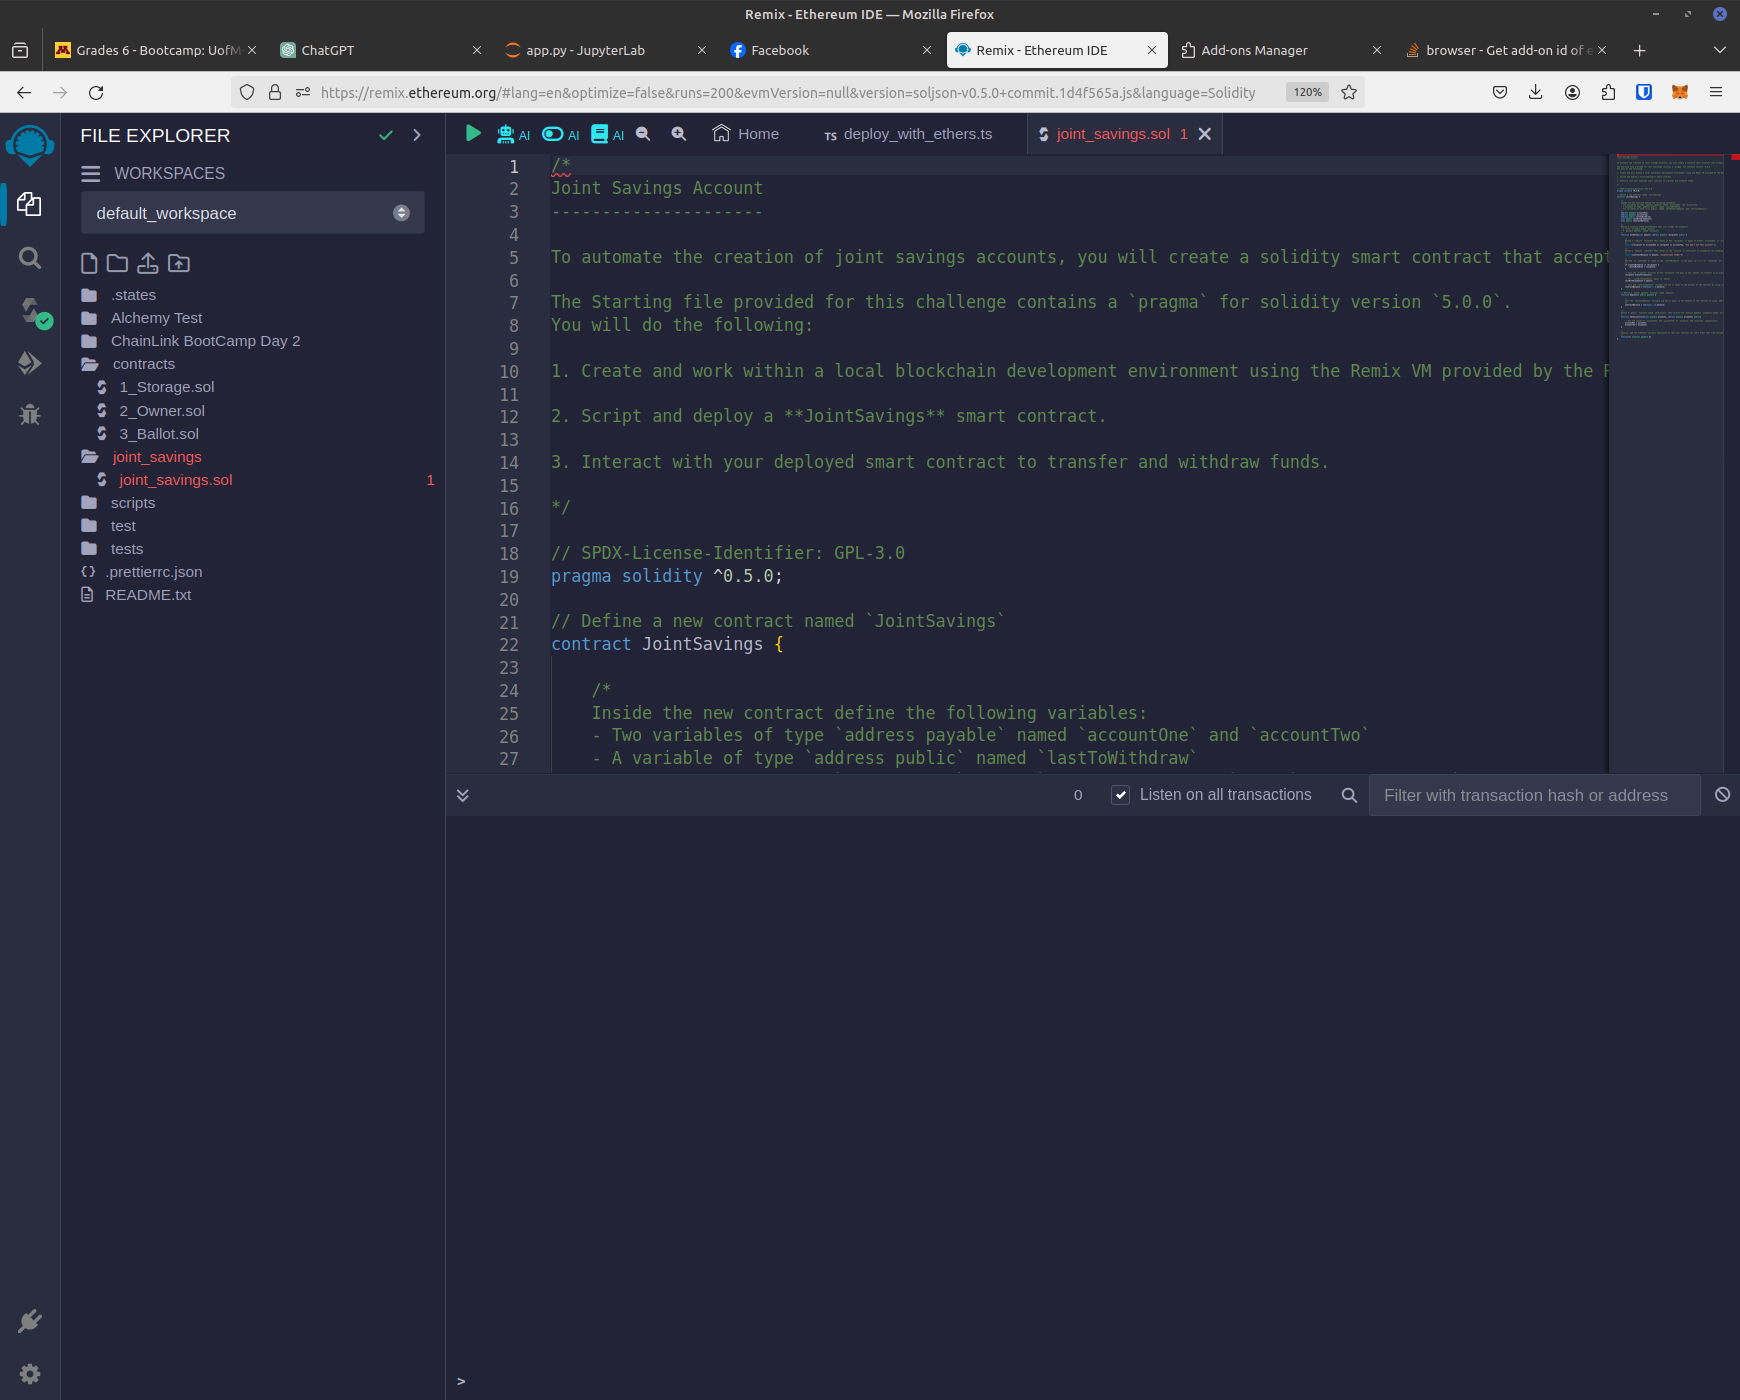 Remix - Ethereum IDE — Mozilla Firefox
Grades 6 - Bootcamp: UofM
ChatGPT
app.py - JupyterLab
Facebook
Remix - Ethereum IDE
Add-ons Manager
browser - Get add-on id of e
https://remix.ethereum.org/#lang=en&optimize=false&runs=200&evmVersion=null&version=soljson-v0.5.0+commit.1d4f565a.js&language=Solidity
120%
FILE EXPLORER
WORKSPACES
default_workspace
.states
Alchemy Test
ChainLink BootCamp Day 2
contracts
1_Storage.sol
2_Owner.sol
3_Ballot.sol
joint_savings
joint_savings.sol 1
scripts
test
tests
.prettierrc.json
README.txt
AI AI AI Home TS deploy_with_ethers.ts joint_savings.sol 1
1 /*
2 Joint Savings Account
3 ---------------------
4
5 To automate the creation of joint savings accounts, you will create a solidity smart contract that accept
6
7 The Starting file provided for this challenge contains a `pragma` for solidity version `5.0.0`.
8 You will do the following:
9
10 1. Create and work within a local blockchain development environment using the Remix VM provided by the R
11
12 2. Script and deploy a **JointSavings** smart contract.
13
14 3. Interact with your deployed smart contract to transfer and withdraw funds.
15
16 */
17
18 // SPDX-License-Identifier: GPL-3.0
19 pragma solidity ^0.5.0;
20
21 // Define a new contract named `JointSavings`
22 contract JointSavings {
23
24 /*
25 Inside the new contract define the following variables:
26 - Two variables of type `address payable` named `accountOne` and `accountTwo`
27 - A variable of type `address public` named `lastToWithdraw`
0 Listen on all transactions Filter with transaction hash or address
>